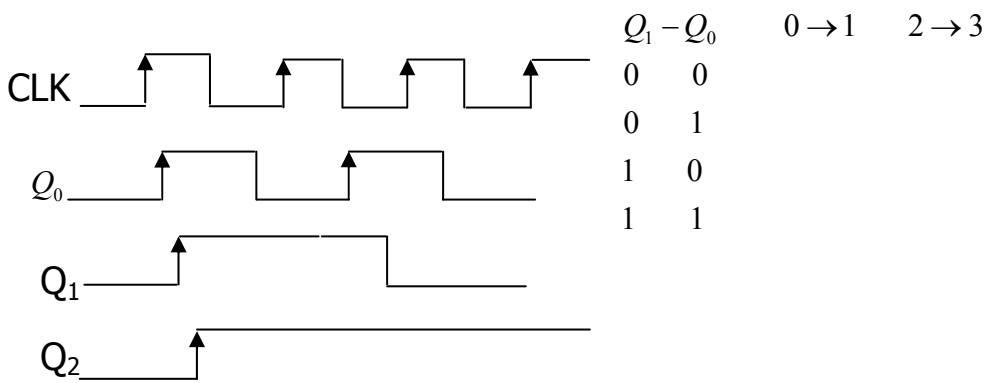 Q₁ – Q₀ 0 → 1 2 → 3
CLK
0 0
0 1
Q₀
1 0
1 1
Q₁
Q₂